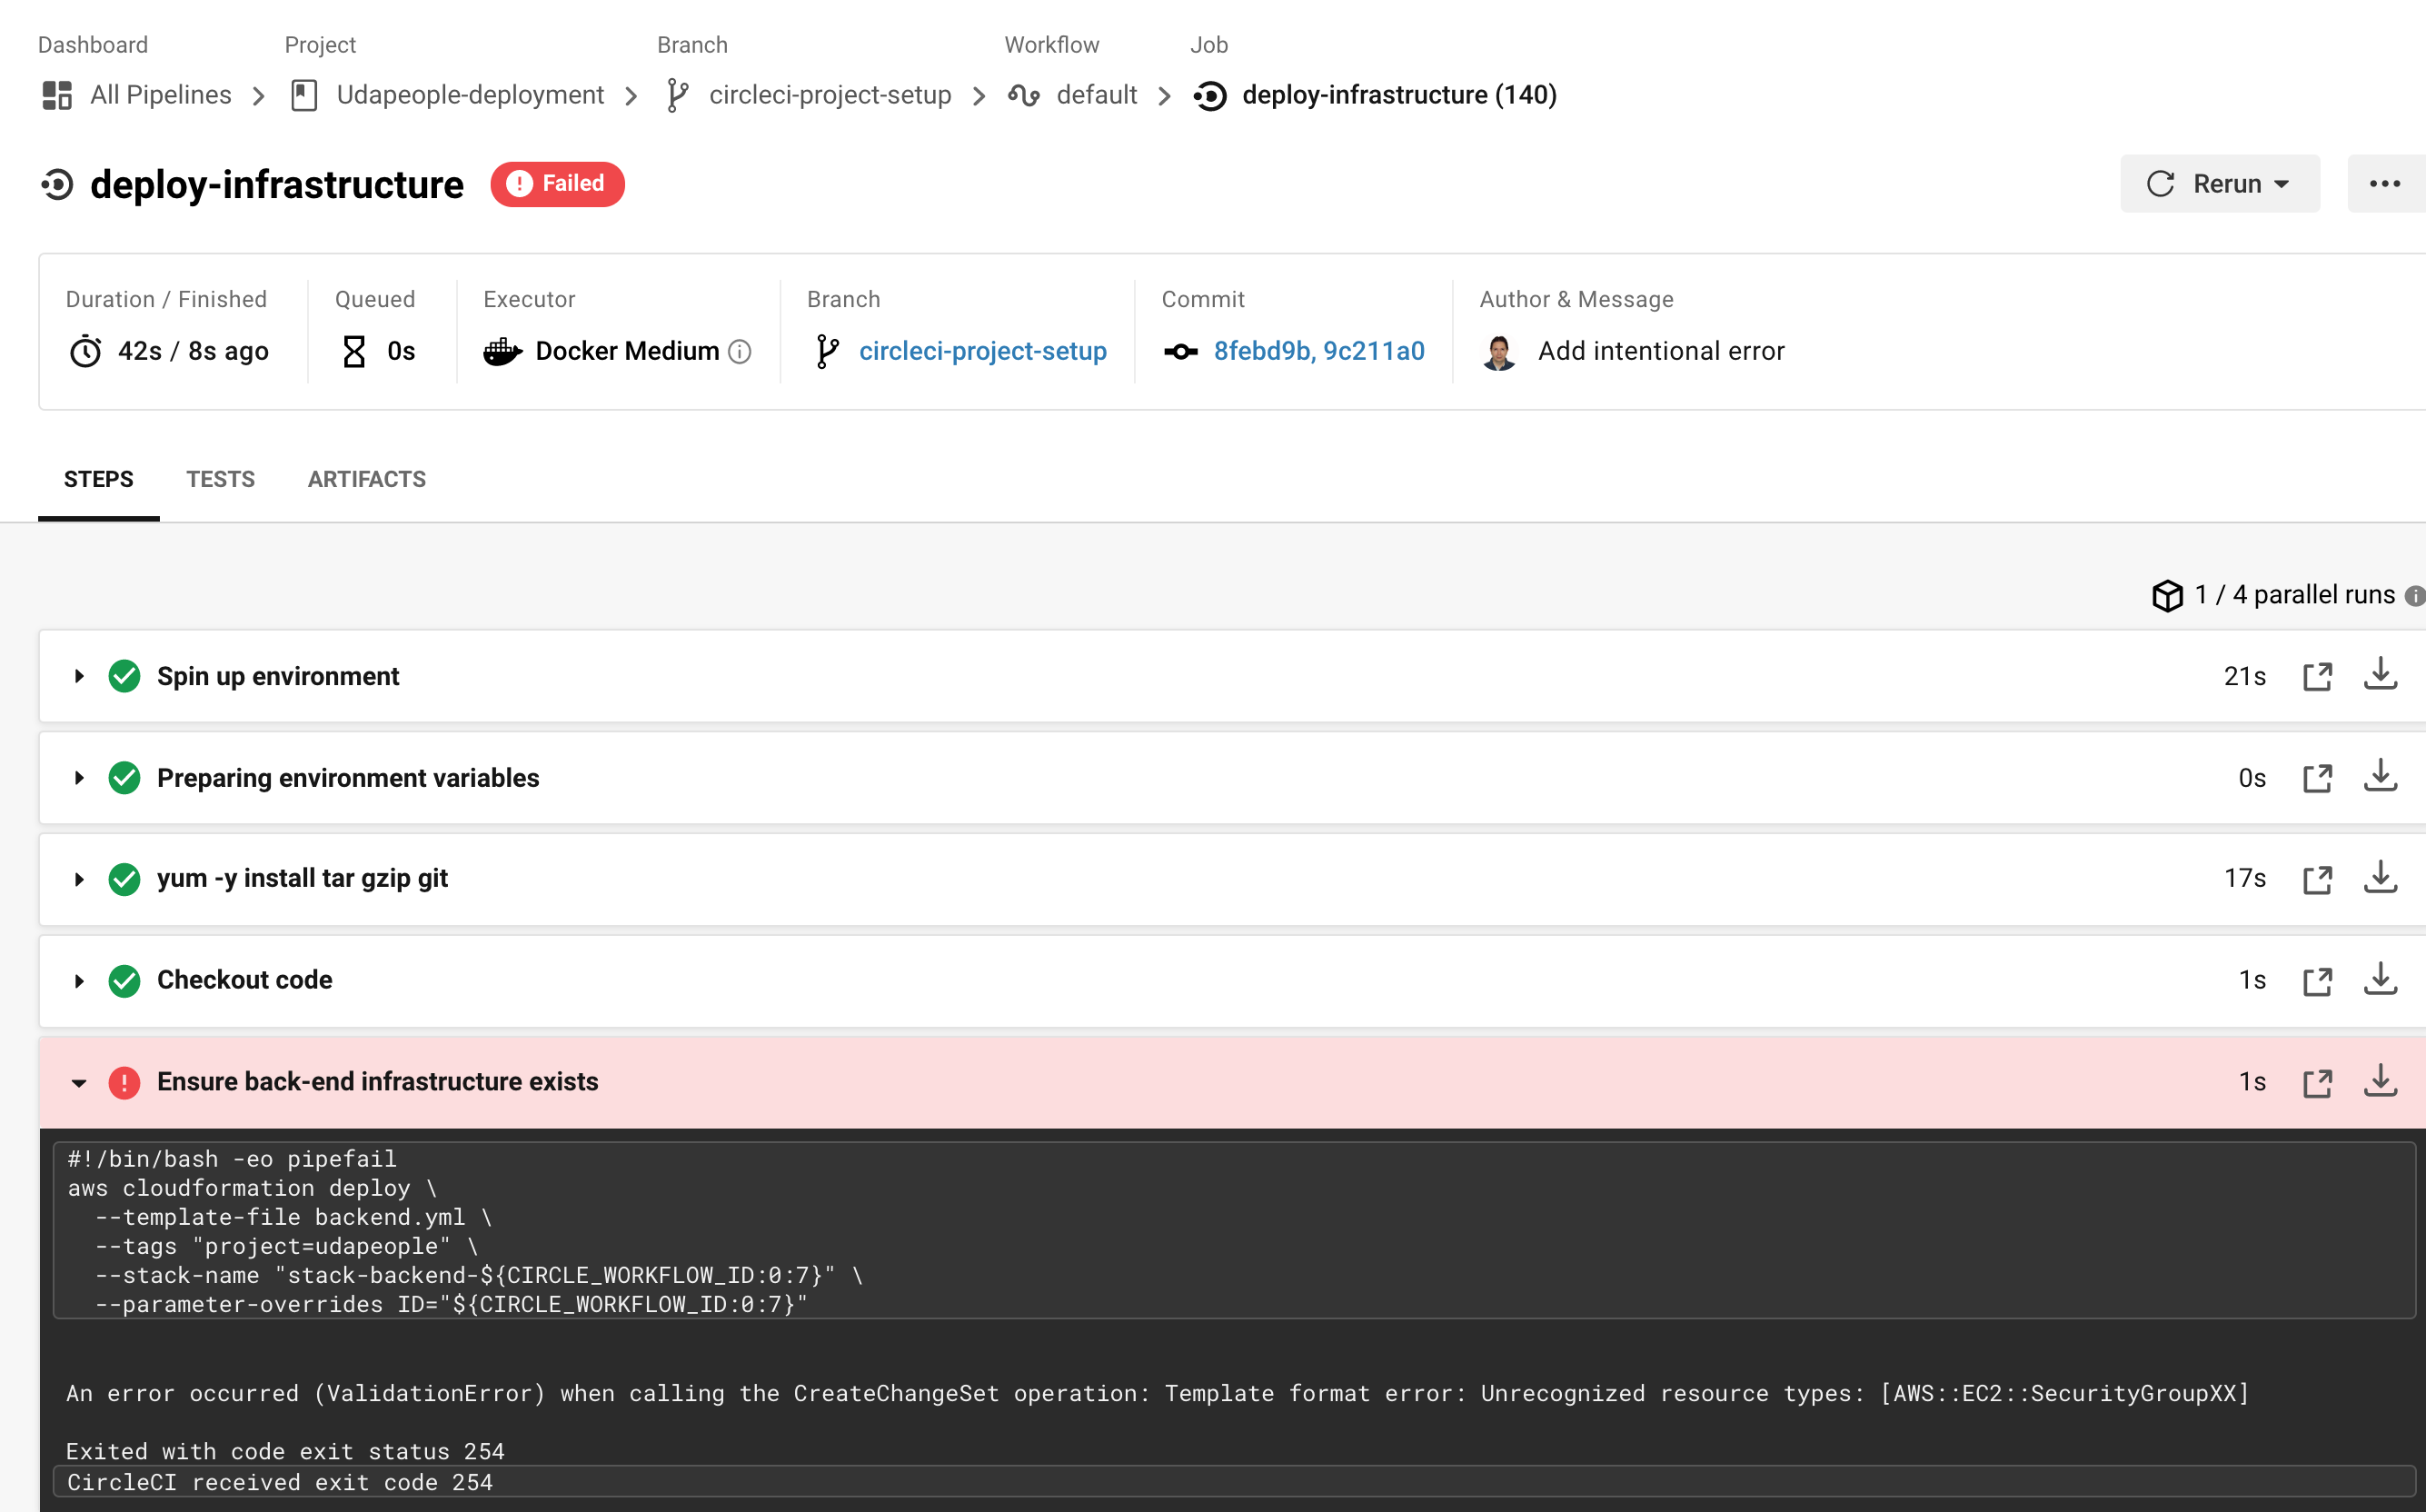 Dashboard Project Branch Workflow Job
All Pipelines Udapeople-deployment circleci-project-setup default deploy-infrastructure (140)
deploy-infrastructure Failed Rerun
Duration / Finished Queued Executor Branch Commit Author & Message
42s / 8s ago 0s Docker Medium circleci-project-setup 8febd9b, 9c211a0 Add intentional error
STEPS TESTS ARTIFACTS
1 / 4 parallel runs
Spin up environment 21s
Preparing environment variables 0s
yum -y install tar gzip git 17s
Checkout code 1s
Ensure back-end infrastructure exists 1s
#!/bin/bash -eo pipefail
aws cloudformation deploy \
  --template-file backend.yml \
  --tags "project=udapeople" \
  --stack-name "stack-backend-${CIRCLE_WORKFLOW_ID:0:7}" \
  --parameter-overrides ID="${CIRCLE_WORKFLOW_ID:0:7}"
An error occurred (ValidationError) when calling the CreateChangeSet operation: Template format error: Unrecognized resource types: [AWS::EC2::SecurityGroupXX]
Exited with code exit status 254
CircleCI received exit code 254